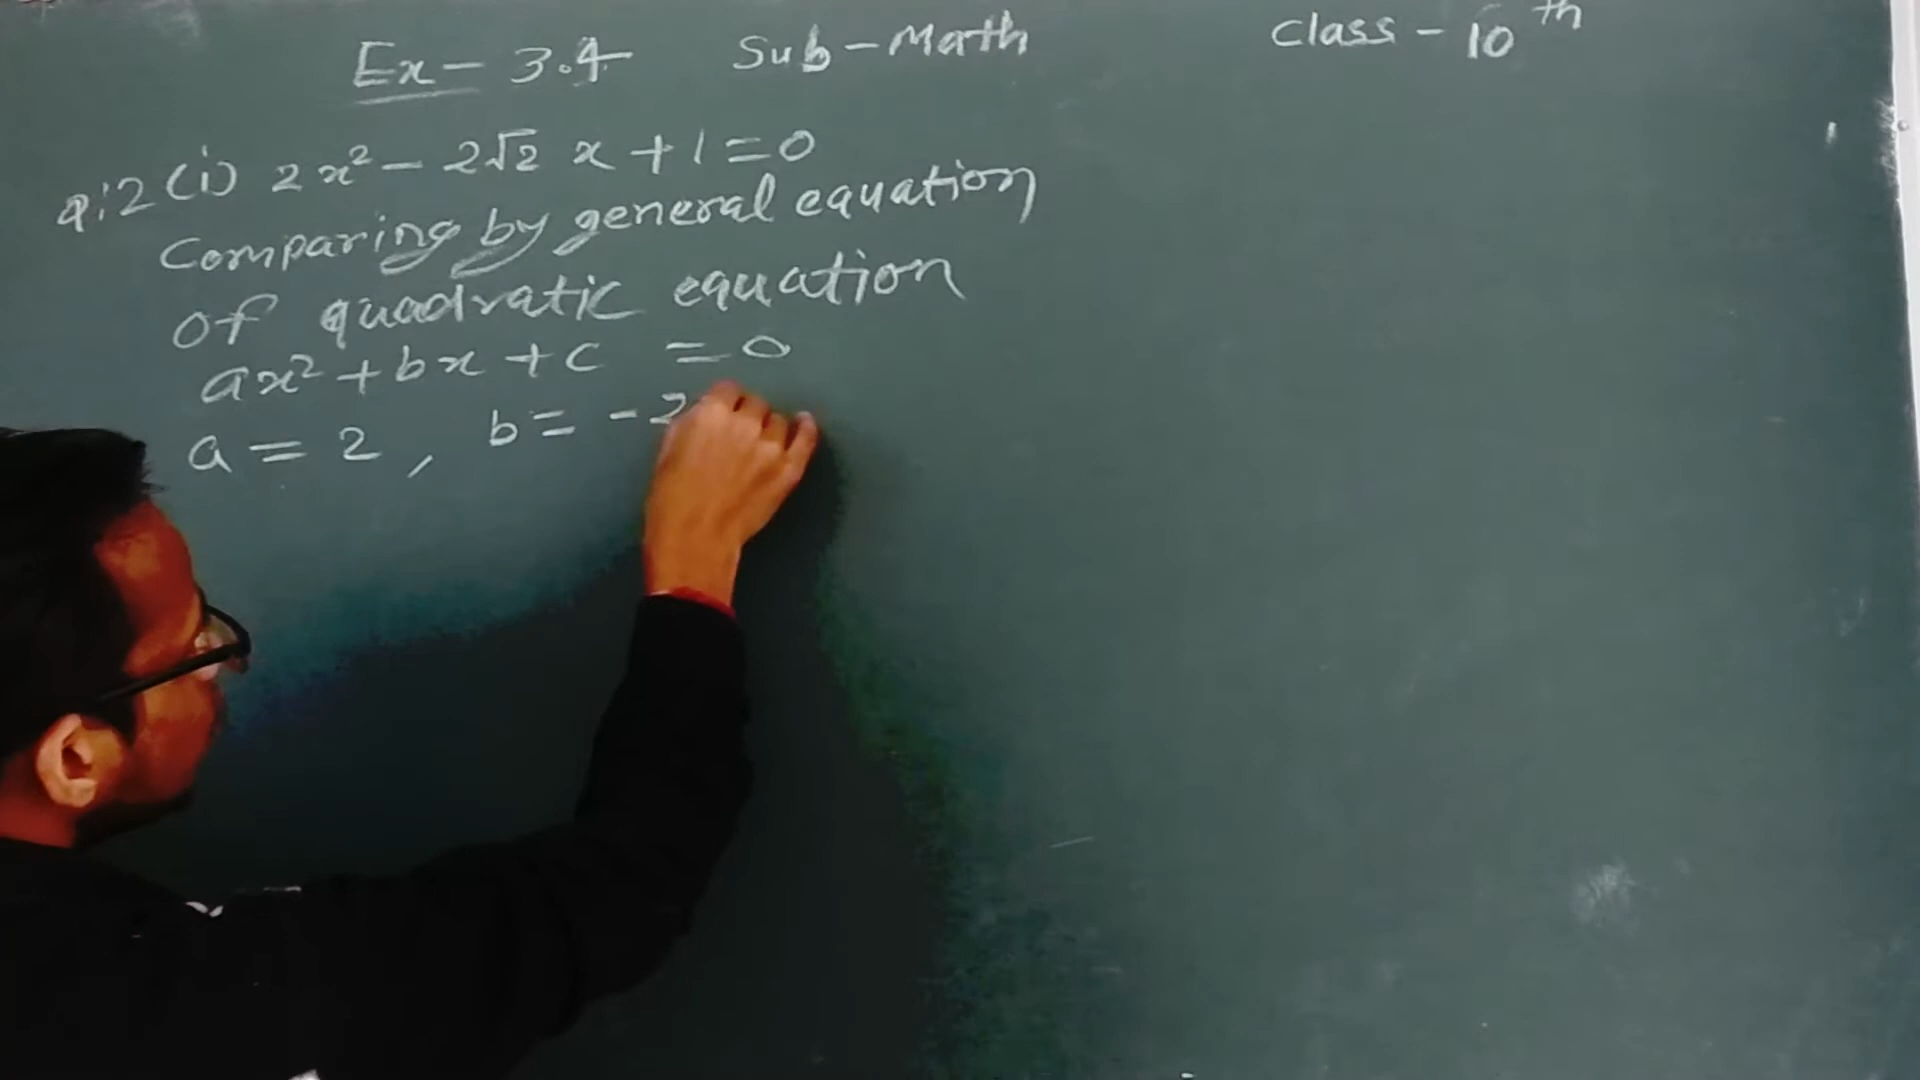 Ex - 3.4 Sub - Math Class - 10th
Q:2 (i) 2x² - 2√2 x + 1 = 0
Comparing by general equation
of quadratic equation
ax² + bx + c = 0
a = 2 , b = -2